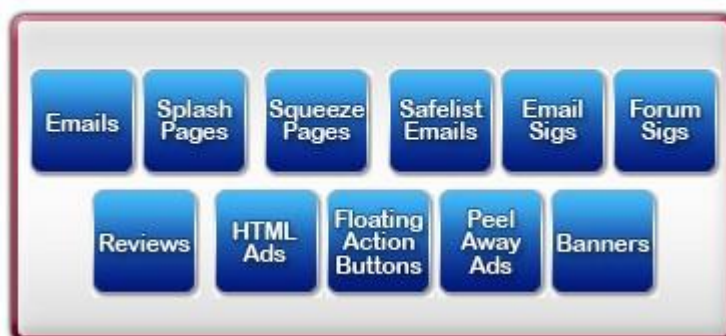 Emails
Splash
Pages
Squeeze
Pages
Safelist
Emails
Email
Sigs
Forum
Sigs
Reviews
HTML
Ads
Floating
Action
Buttons
Peel
Away
Ads
Banners